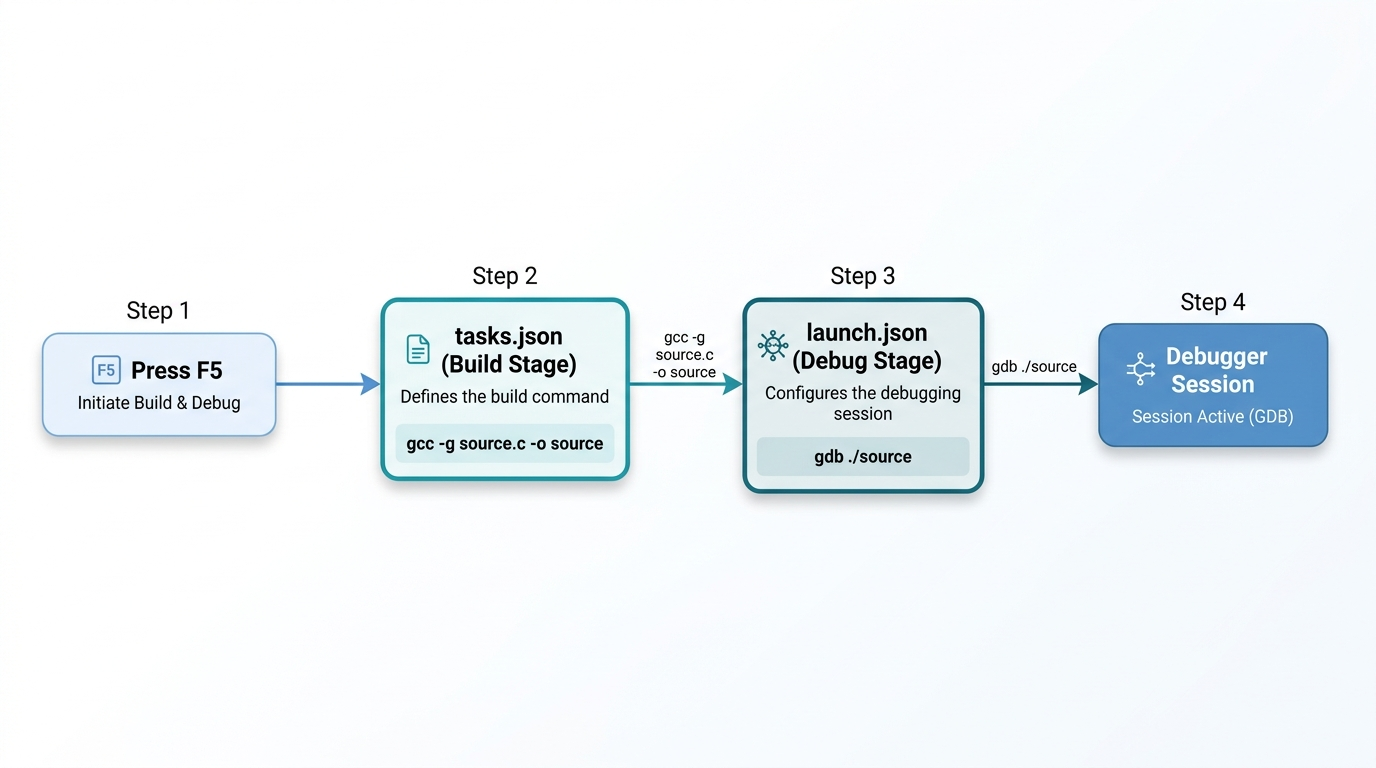 Step 1
F5 Press F5
Initiate Build & Debug
Step 2
tasks.json
(Build Stage)
Defines the build command
gcc -g source.c -o source
gcc -g
source.c
-o source
Step 3
launch.json
(Debug Stage)
Configures the debugging
session
gdb ./source
gdb ./source
Step 4
Debugger
Session
Session Active (GDB)